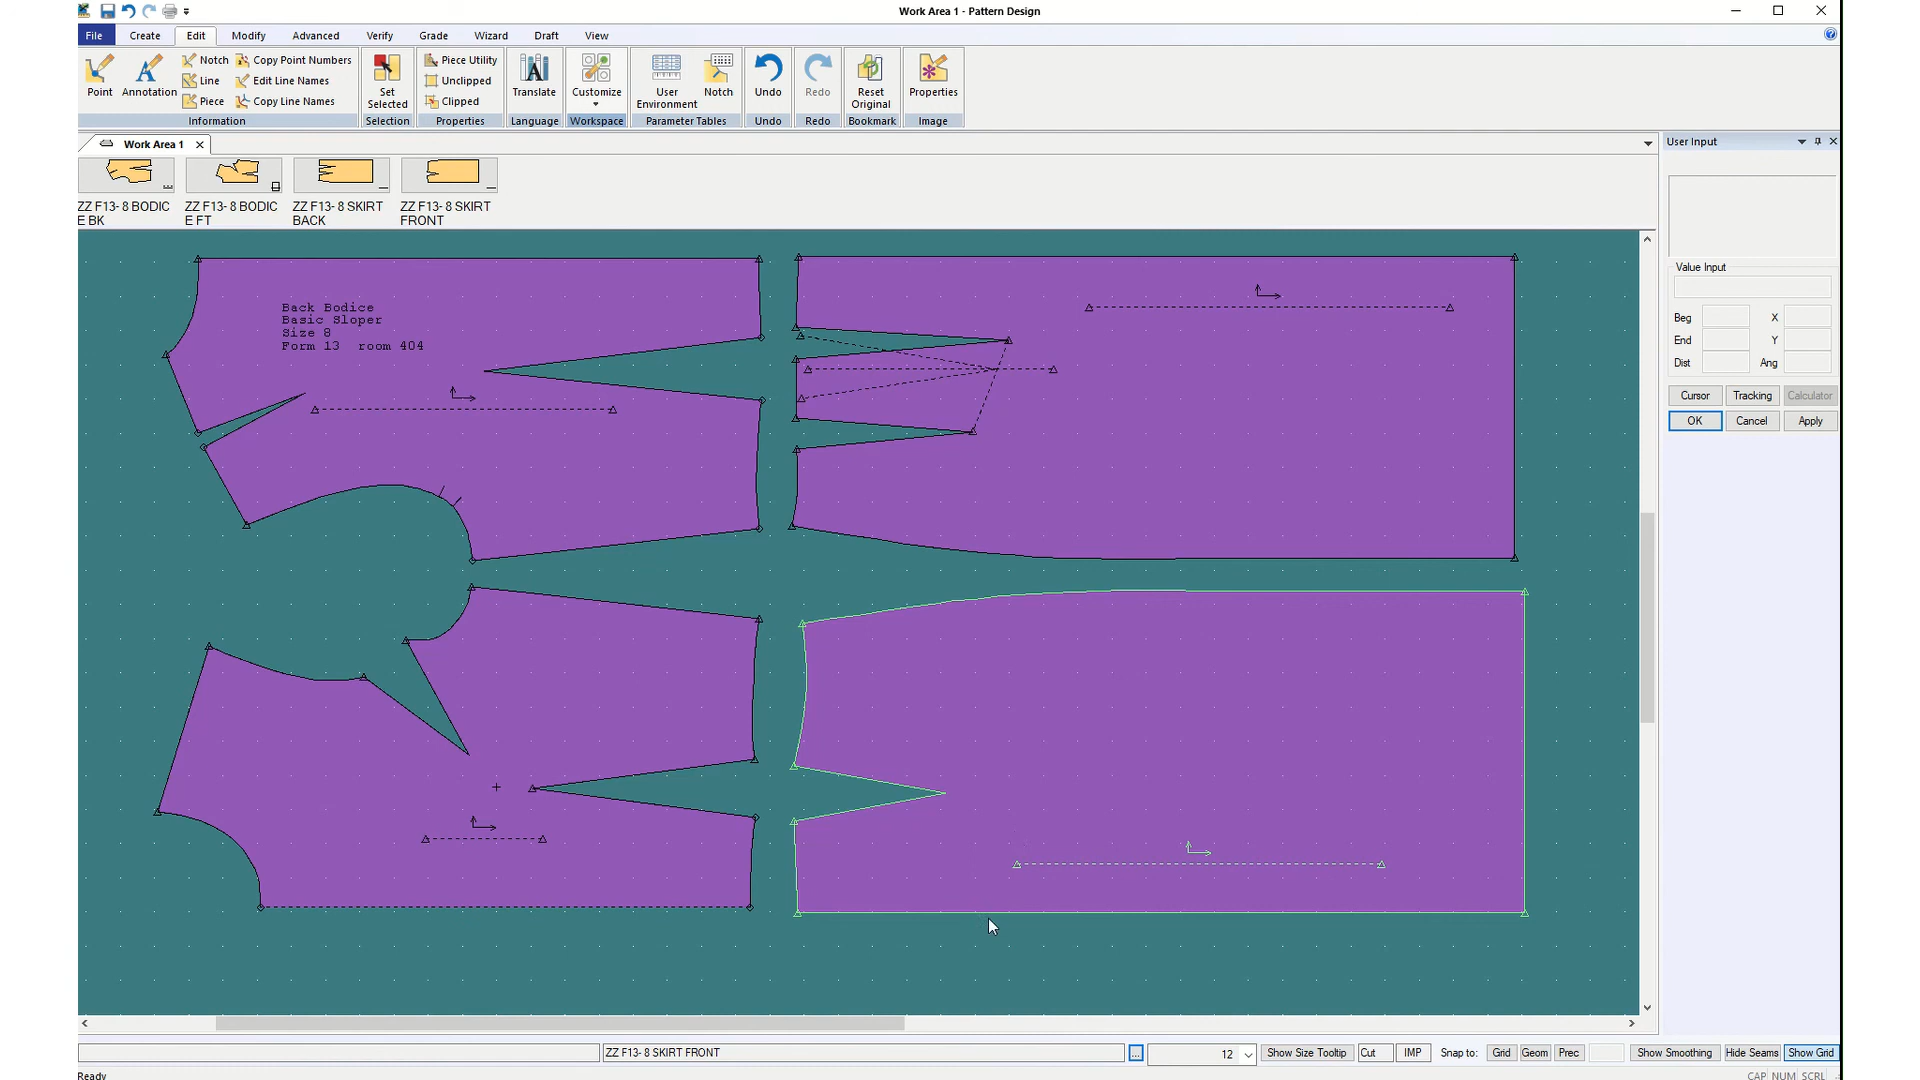 Work Area 1 - Pattern Design
File Create Edit Modify Advanced Verify Grade Wizard Draft View
Point
Annotation
Notch
Line
Piece
Copy Point Numbers
Edit Line Names
Copy Line Names
Information
Set
Selected
Selection
Piece Utility
Unclipped
Clipped
Properties
Translate
Language
Customize
Workspace
User
Environment
Notch
Parameter Tables
Undo
Undo
Redo
Redo
Reset
Original
Bookmark
Properties
Image
Work Area 1
ZZ F13- 8 BODIC
E BK
ZZ F13- 8 BODIC
E FT
ZZ F13- 8 SKIRT
BACK
ZZ F13- 8 SKIRT
FRONT
Back Bodice
Basic Sloper
Size 8
Form 13 room 404
User Input
Value Input
Beg X
End Y
Dist Ang
Cursor Tracking Calculator
OK Cancel Apply
ZZ F13- 8 SKIRT FRONT
...
12
Show Size Tooltip
Cut
IMP
Snap to:
Grid
Geom
Prec
Show Smoothing
Hide Seams
Show Grid
Ready
CAP NUM SCRL